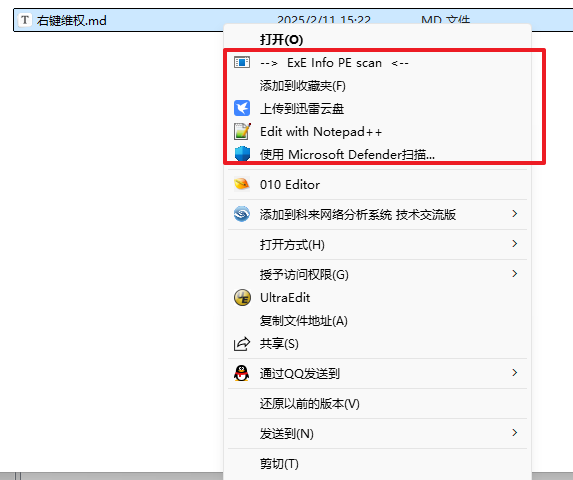 右键维权.md 2025/2/11 15:22 MD 文件
打开(O)
--> ExE Info PE scan <--
添加到收藏夹(F)
上传到迅雷云盘
Edit with Notepad++
使用 Microsoft Defender扫描...
010 Editor
添加到科来网络分析系统 技术交流版
打开方式(H)
授予访问权限(G)
UltraEdit
复制文件地址(A)
共享(S)
通过QQ发送到
还原以前的版本(V)
发送到(N)
剪切(T)